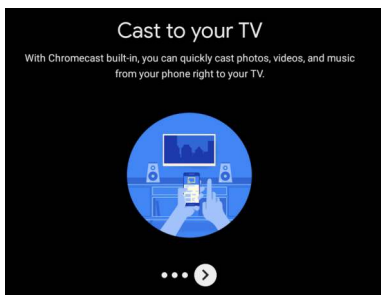 Cast to your TV
With Chromecast built-in, you can quickly cast photos, videos, and music
from your phone right to your TV.